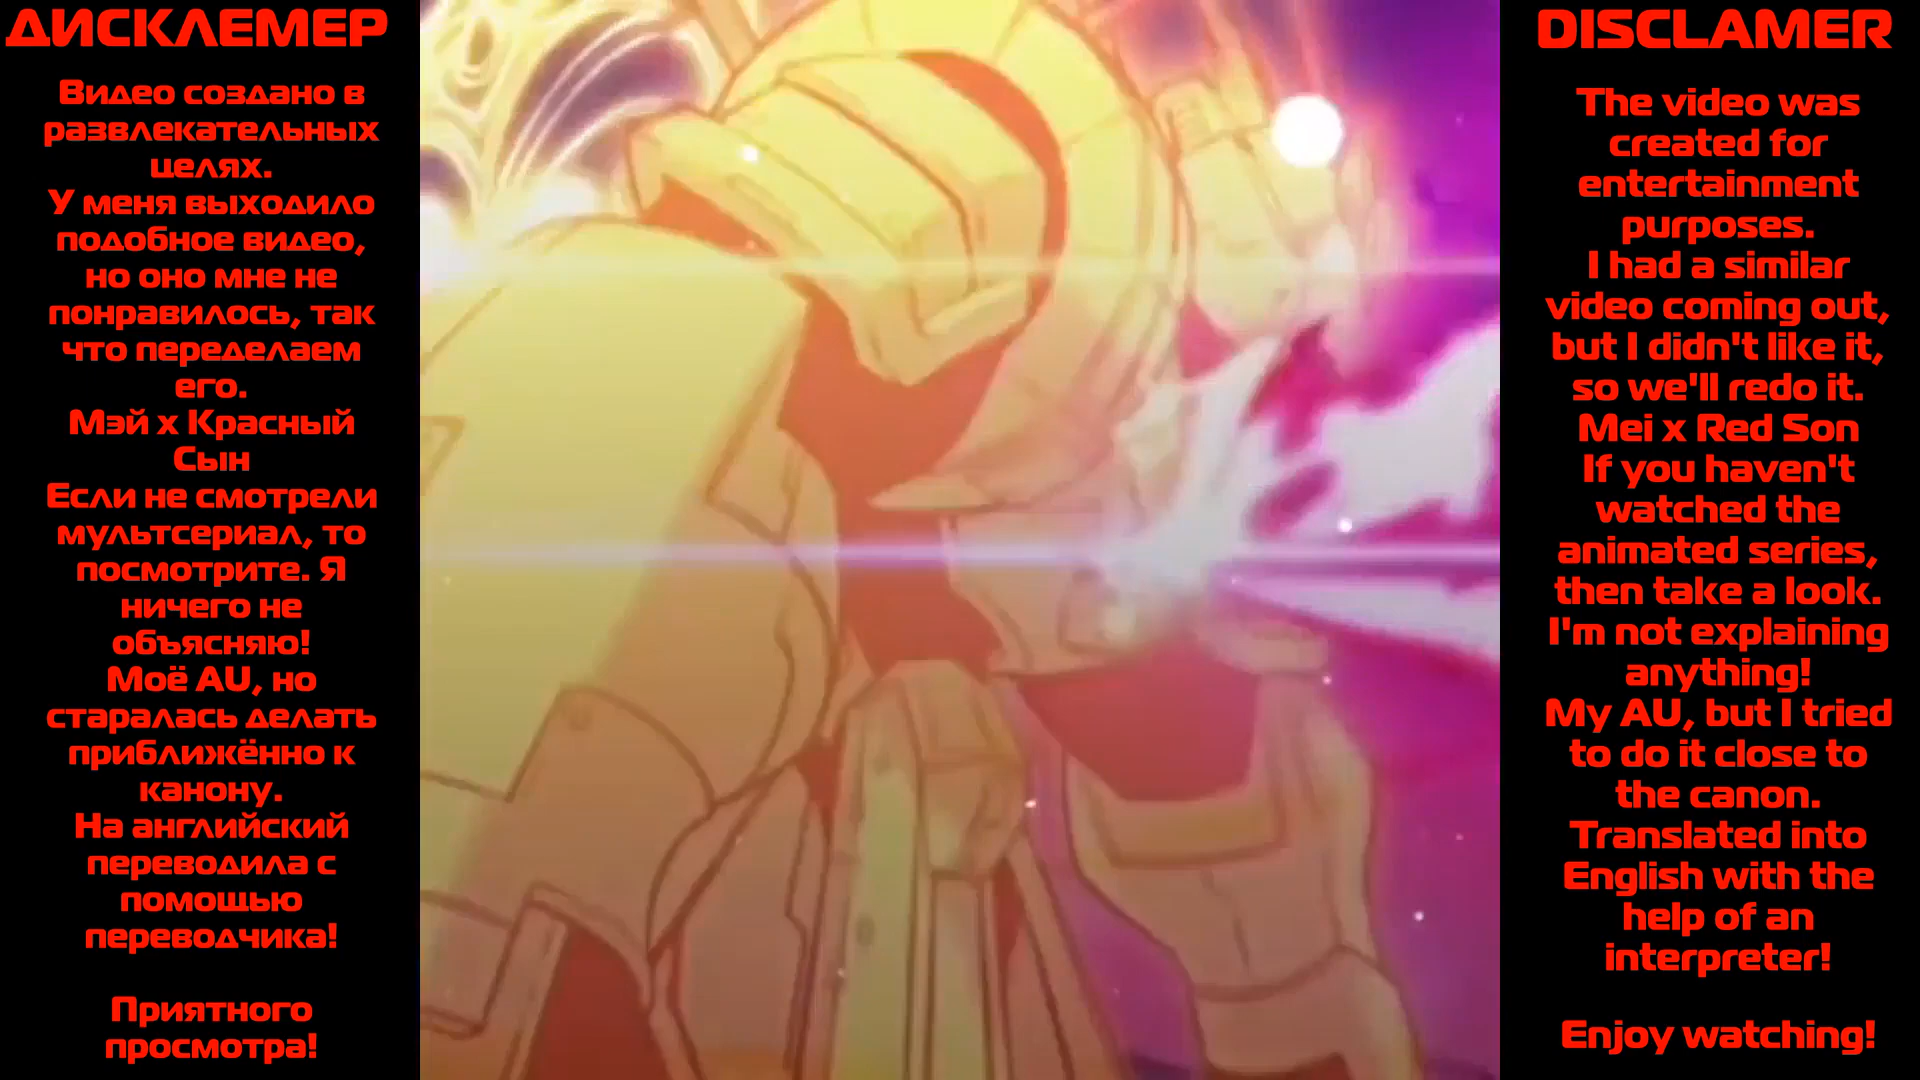 ДИСКЛЕМЕР
Видео создано в
развлекательных
целях.
У меня выходило
подобное видео,
но оно мне не
понравилось, так
что переделаем
его.
Мэй х Красный
Сын
Если не смотрели
мультсериал, то
посмотрите. Я
ничего не
объясняю!
Моё AU, но
старалась делать
приближённо к
канону.
На английский
переводила с
помощью
переводчика!
Приятного
просмотра!
DISCLAMER
The video was
created for
entertainment
purposes.
I had a similar
video coming out,
but I didn't like it,
so we'll redo it.
Mei x Red Son
If you haven't
watched the
animated series,
then take a look.
I'm not explaining
anything!
My AU, but I tried
to do it close to
the canon.
Translated into
English with the
help of an
interpreter!
Enjoy watching!